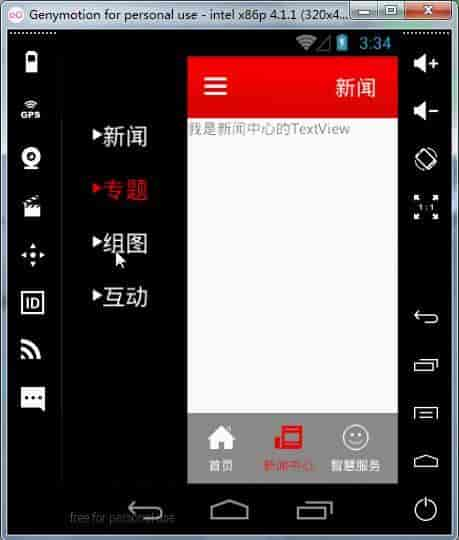 Genymotion for personal use - intel x86p 4.1.1 (320x4...
3:34
GPS
新闻
我是新闻中心的TextView
▶新闻
▶专题
▶组图
▶互动
1:1
ID
首页
新闻中心
智慧服务
free for personal use